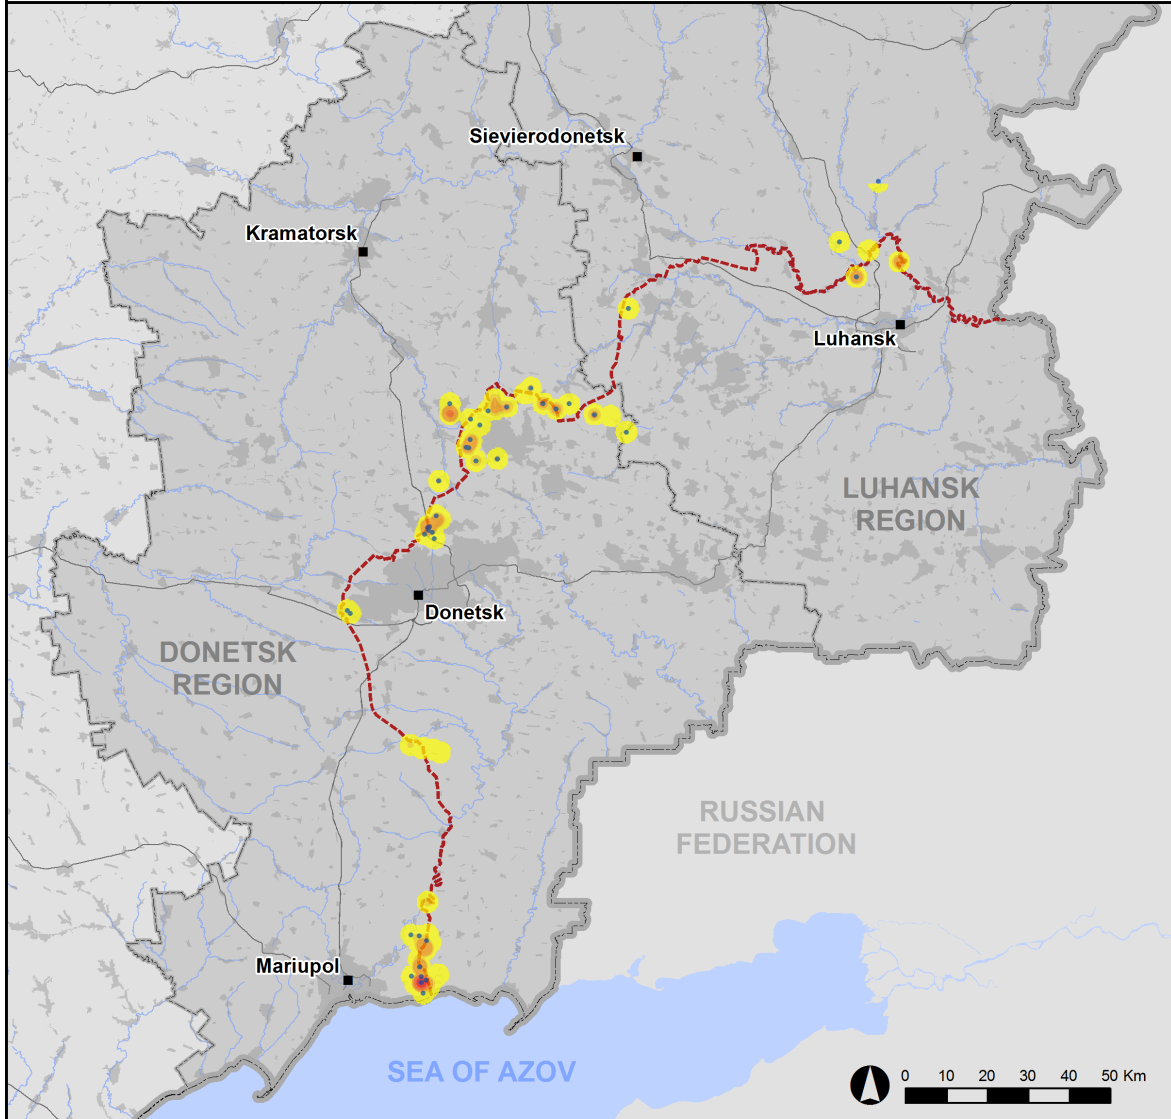 Sievierodonetsk
Kramatorsk
Luhansk
LUHANSK
REGION
Donetsk
DONETSK
REGION
RUSSIAN
FEDERATION
Mariupol
SEA OF AZOV
0 10 20 30 40 50 Km